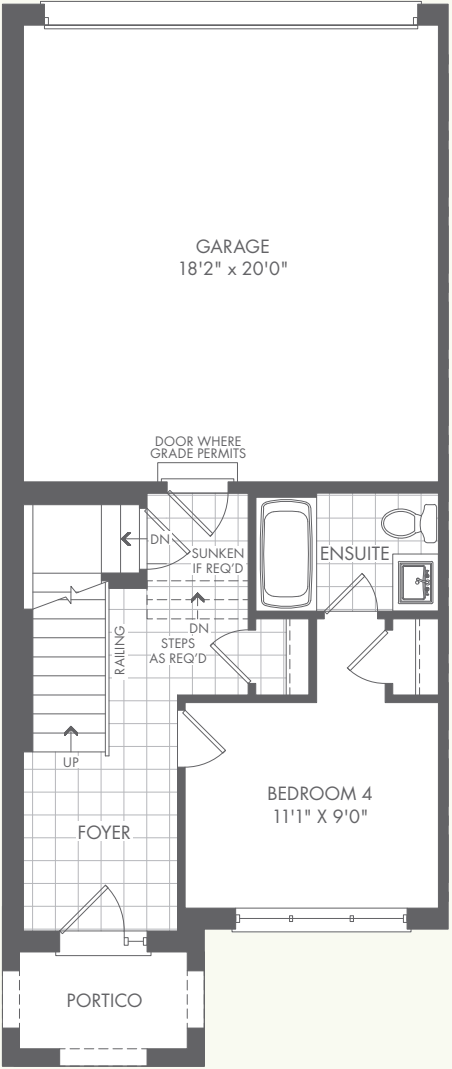 GARAGE
18'2" x 20'0"
DOOR WHERE
GRADE PERMITS
DN
SUNKEN
IF REQ'D
ENSUITE
DN
STEPS
AS REQ'D
RAILING
UP
BEDROOM 4
11'1" X 9'0"
FOYER
PORTICO